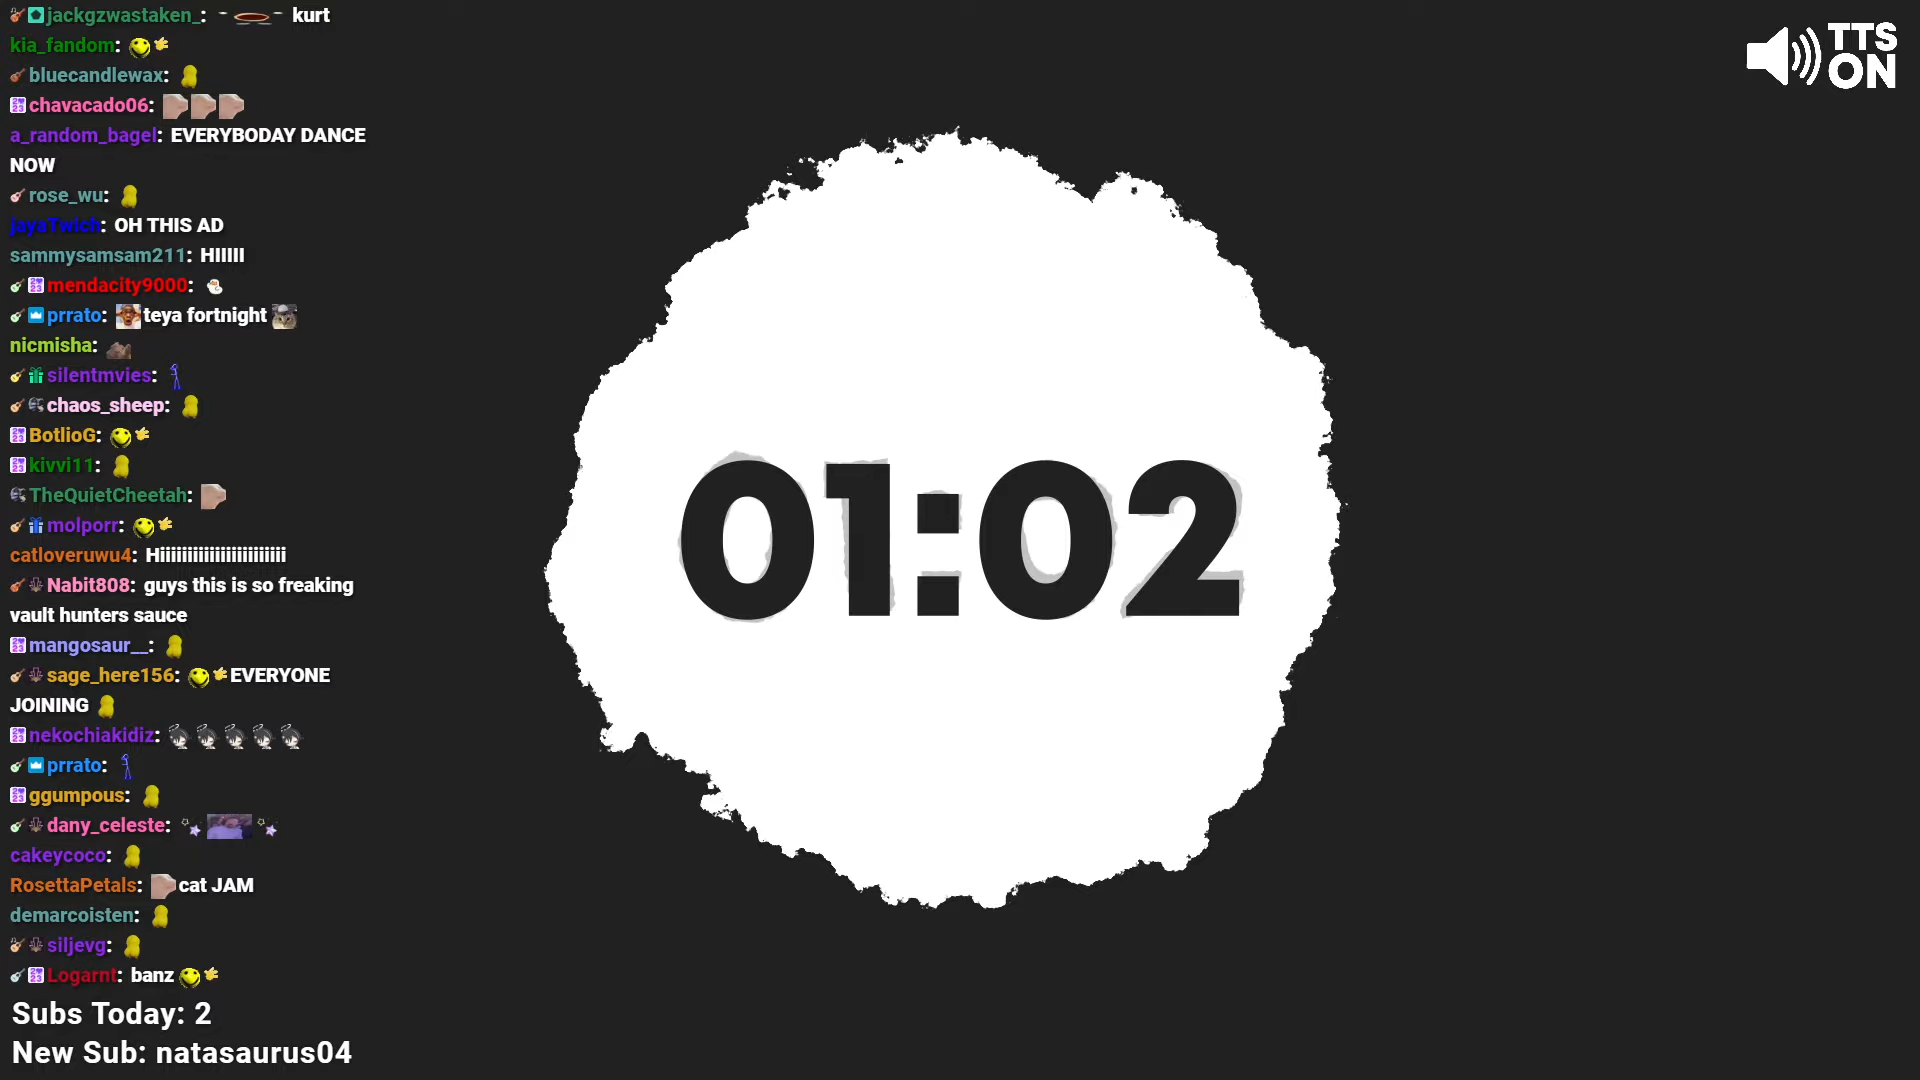 jackgzwastaken_: kurt
kia_fandom:
bluecandlewax:
chavacado06:
a_random_bagel: EVERYBODAY DANCE
NOW
rose_wu:
jayaTwich: OH THIS AD
sammysamsam211: HIIIII
mendacity9000:
prrato: teya fortnight
nicmisha:
silentmvies:
chaos_sheep:
BotlioG:
kivvi11:
TheQuietCheetah:
molporr:
catloveruwu4: Hiiiiiiiiiiiiiiiiiiiiiii
Nabit808: guys this is so freaking
vault hunters sauce
mangosaur__:
sage_here156: EVERYONE
JOINING
nekochiakidiz:
prrato:
ggumpous:
dany_celeste:
cakeycoco:
RosettaPetals: cat JAM
demarcoisten:
siljevg:
Logarnt: banz
Subs Today: 2
New Sub: natasaurus04
01:02
TTS
ON